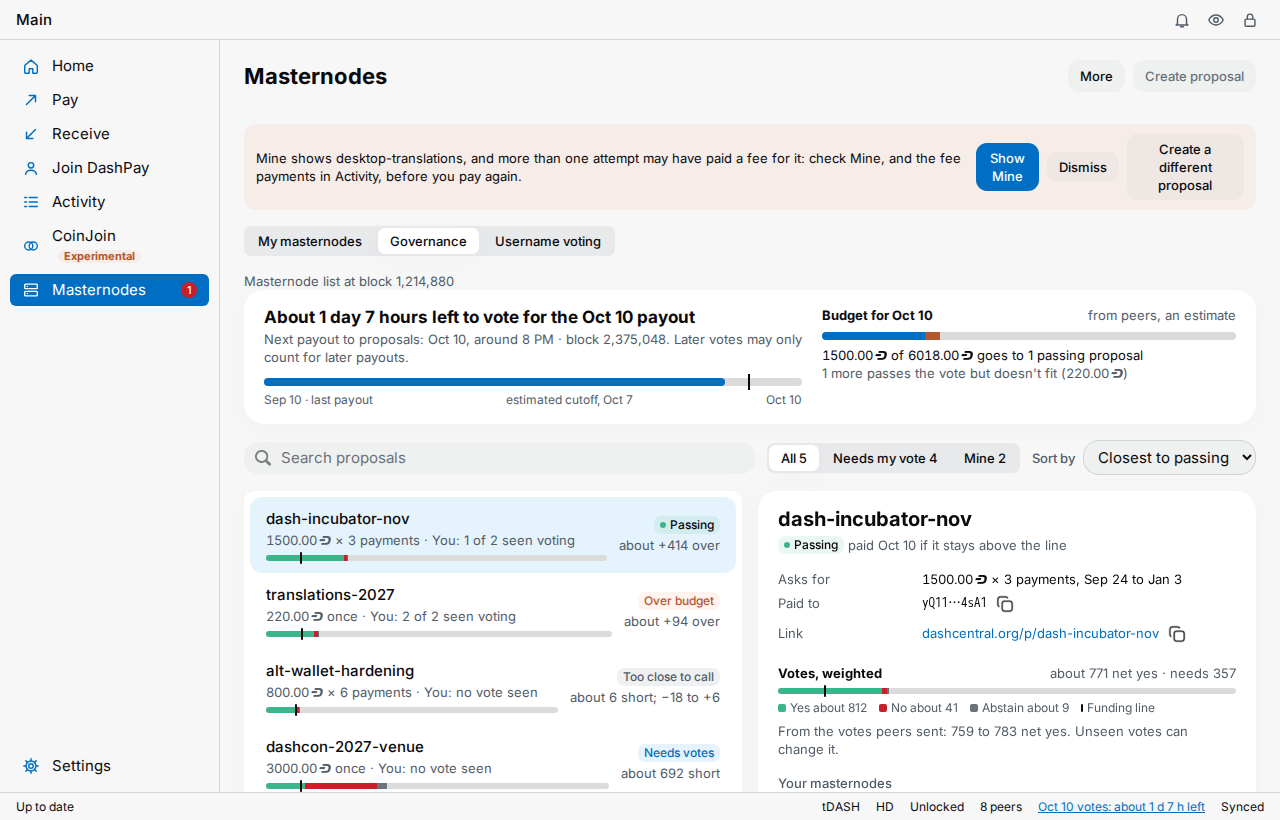 Main
Home
Pay
Receive
Join DashPay
Activity
CoinJoin
Experimental
Masternodes 1
Settings
Masternodes
More
Create proposal
Mine shows desktop-translations, and more than one attempt may have paid a fee for it: check Mine, and the fee
payments in Activity, before you pay again.
Show
Mine
Dismiss
Create a
different
proposal
My masternodes
Governance
Username voting
Masternode list at block 1,214,880
About 1 day 7 hours left to vote for the Oct 10 payout
Next payout to proposals: Oct 10, around 8 PM · block 2,375,048. Later votes may only
count for later payouts.
Sep 10 · last payout
estimated cutoff, Oct 7
Oct 10
Budget for Oct 10
from peers, an estimate
1500.00 of 6018.00 goes to 1 passing proposal
1 more passes the vote but doesn't fit (220.00)
Search proposals
All 5
Needs my vote 4
Mine 2
Sort by
Closest to passing
dash-incubator-nov
1500.00 × 3 payments · You: 1 of 2 seen voting
Passing
about +414 over
translations-2027
220.00 once · You: 2 of 2 seen voting
Over budget
about +94 over
alt-wallet-hardening
800.00 × 6 payments · You: no vote seen
Too close to call
about 6 short; −18 to +6
dashcon-2027-venue
3000.00 once · You: no vote seen
Needs votes
about 692 short
dash-incubator-nov
Passing paid Oct 10 if it stays above the line
Asks for 1500.00 × 3 payments, Sep 24 to Jan 3
Paid to yQ11···4sA1
Link dashcentral.org/p/dash-incubator-nov
Votes, weighted
about 771 net yes · needs 357
Yes about 812
No about 41
Abstain about 9
Funding line
From the votes peers sent: 759 to 783 net yes. Unseen votes can
change it.
Your masternodes
Up to date
tDASH
HD
Unlocked
8 peers
Oct 10 votes: about 1 d 7 h left
Synced